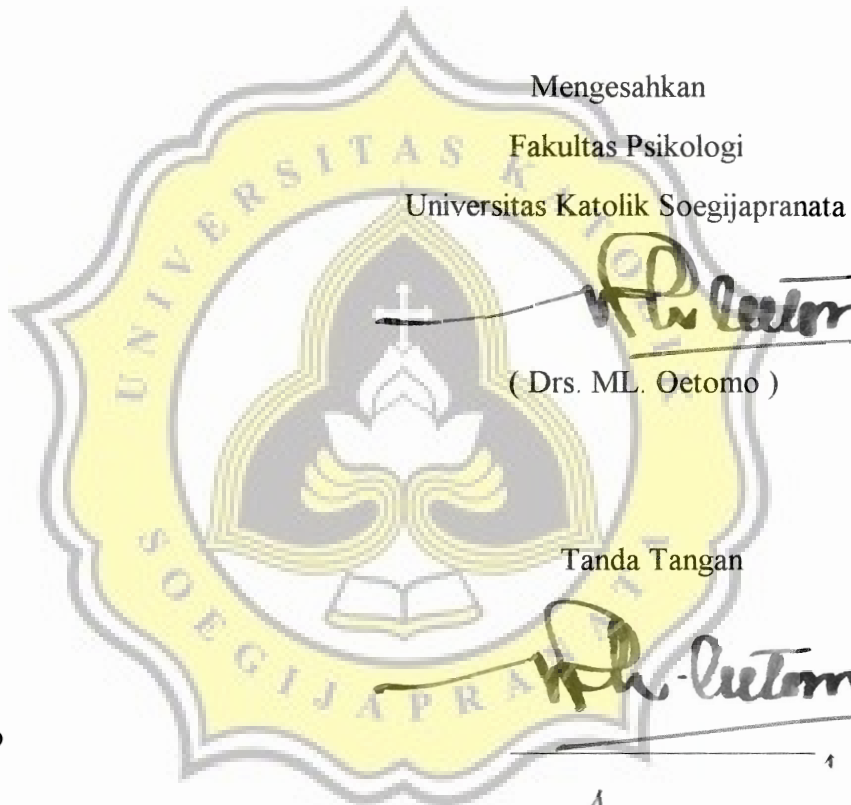 Mengesahkan
Fakultas Psikologi
Universitas Katolik Soegijapranata
( Drs. ML. Oetomo )
Tanda Tangan
UNIVERSITAS KATOLIK
SOEGIJAPRANATA